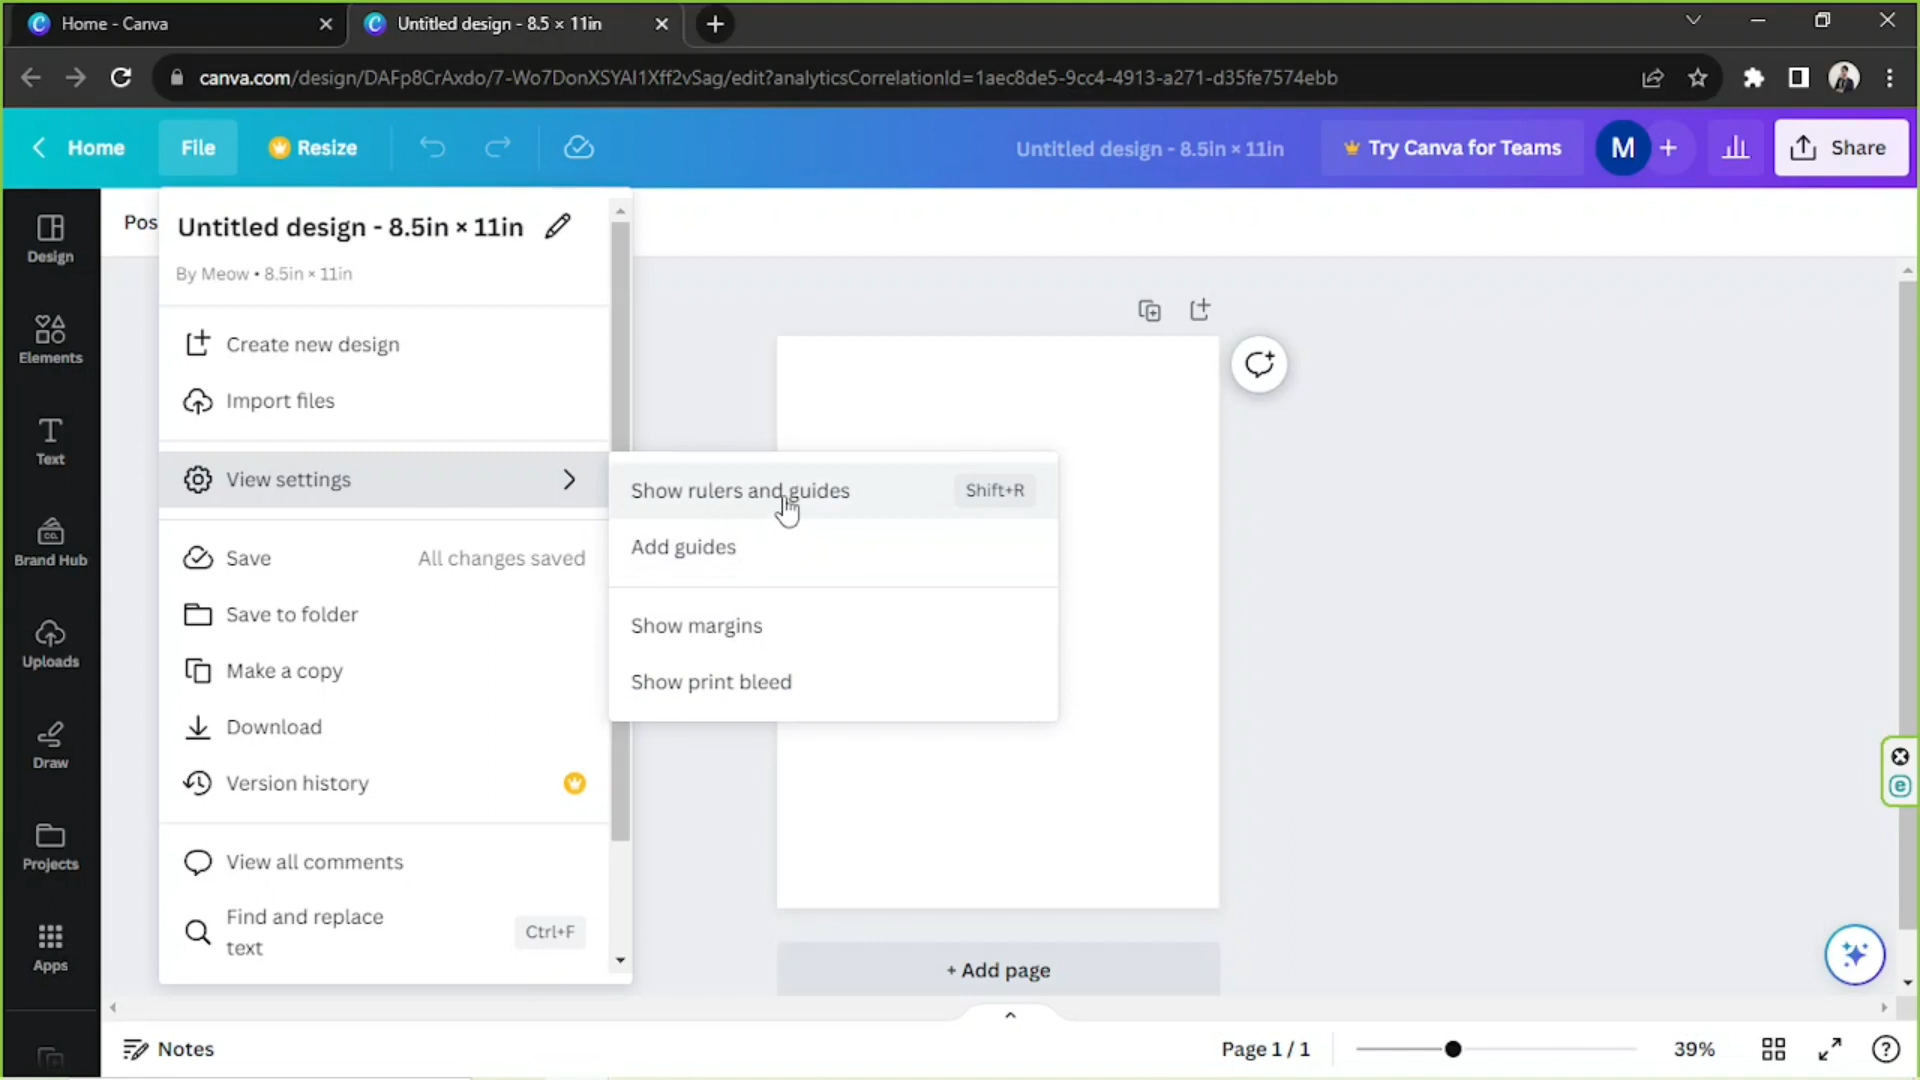 Home - Canva
Untitled design - 8.5 × 11in
canva.com/design/DAFp8CrAxdo/7-Wo7DonXSYAI1Xff2vSag/edit?analyticsCorrelationId=1aec8de5-9cc4-4913-a271-d35fe7574ebb
Home
File
Resize
Untitled design - 8.5in × 11in
Try Canva for Teams
M
Share
Design
Elements
Text
CO.
Brand Hub
Uploads
Draw
Projects
Apps
Pos
Untitled design - 8.5in × 11in
By Meow • 8.5in × 11in
Create new design
Import files
View settings
Save
All changes saved
Save to folder
Make a copy
Download
Version history
View all comments
Find and replace
text
Ctrl+F
Show rulers and guides
Shift+R
Add guides
Show margins
Show print bleed
+ Add page
Notes
Page 1 / 1
39%